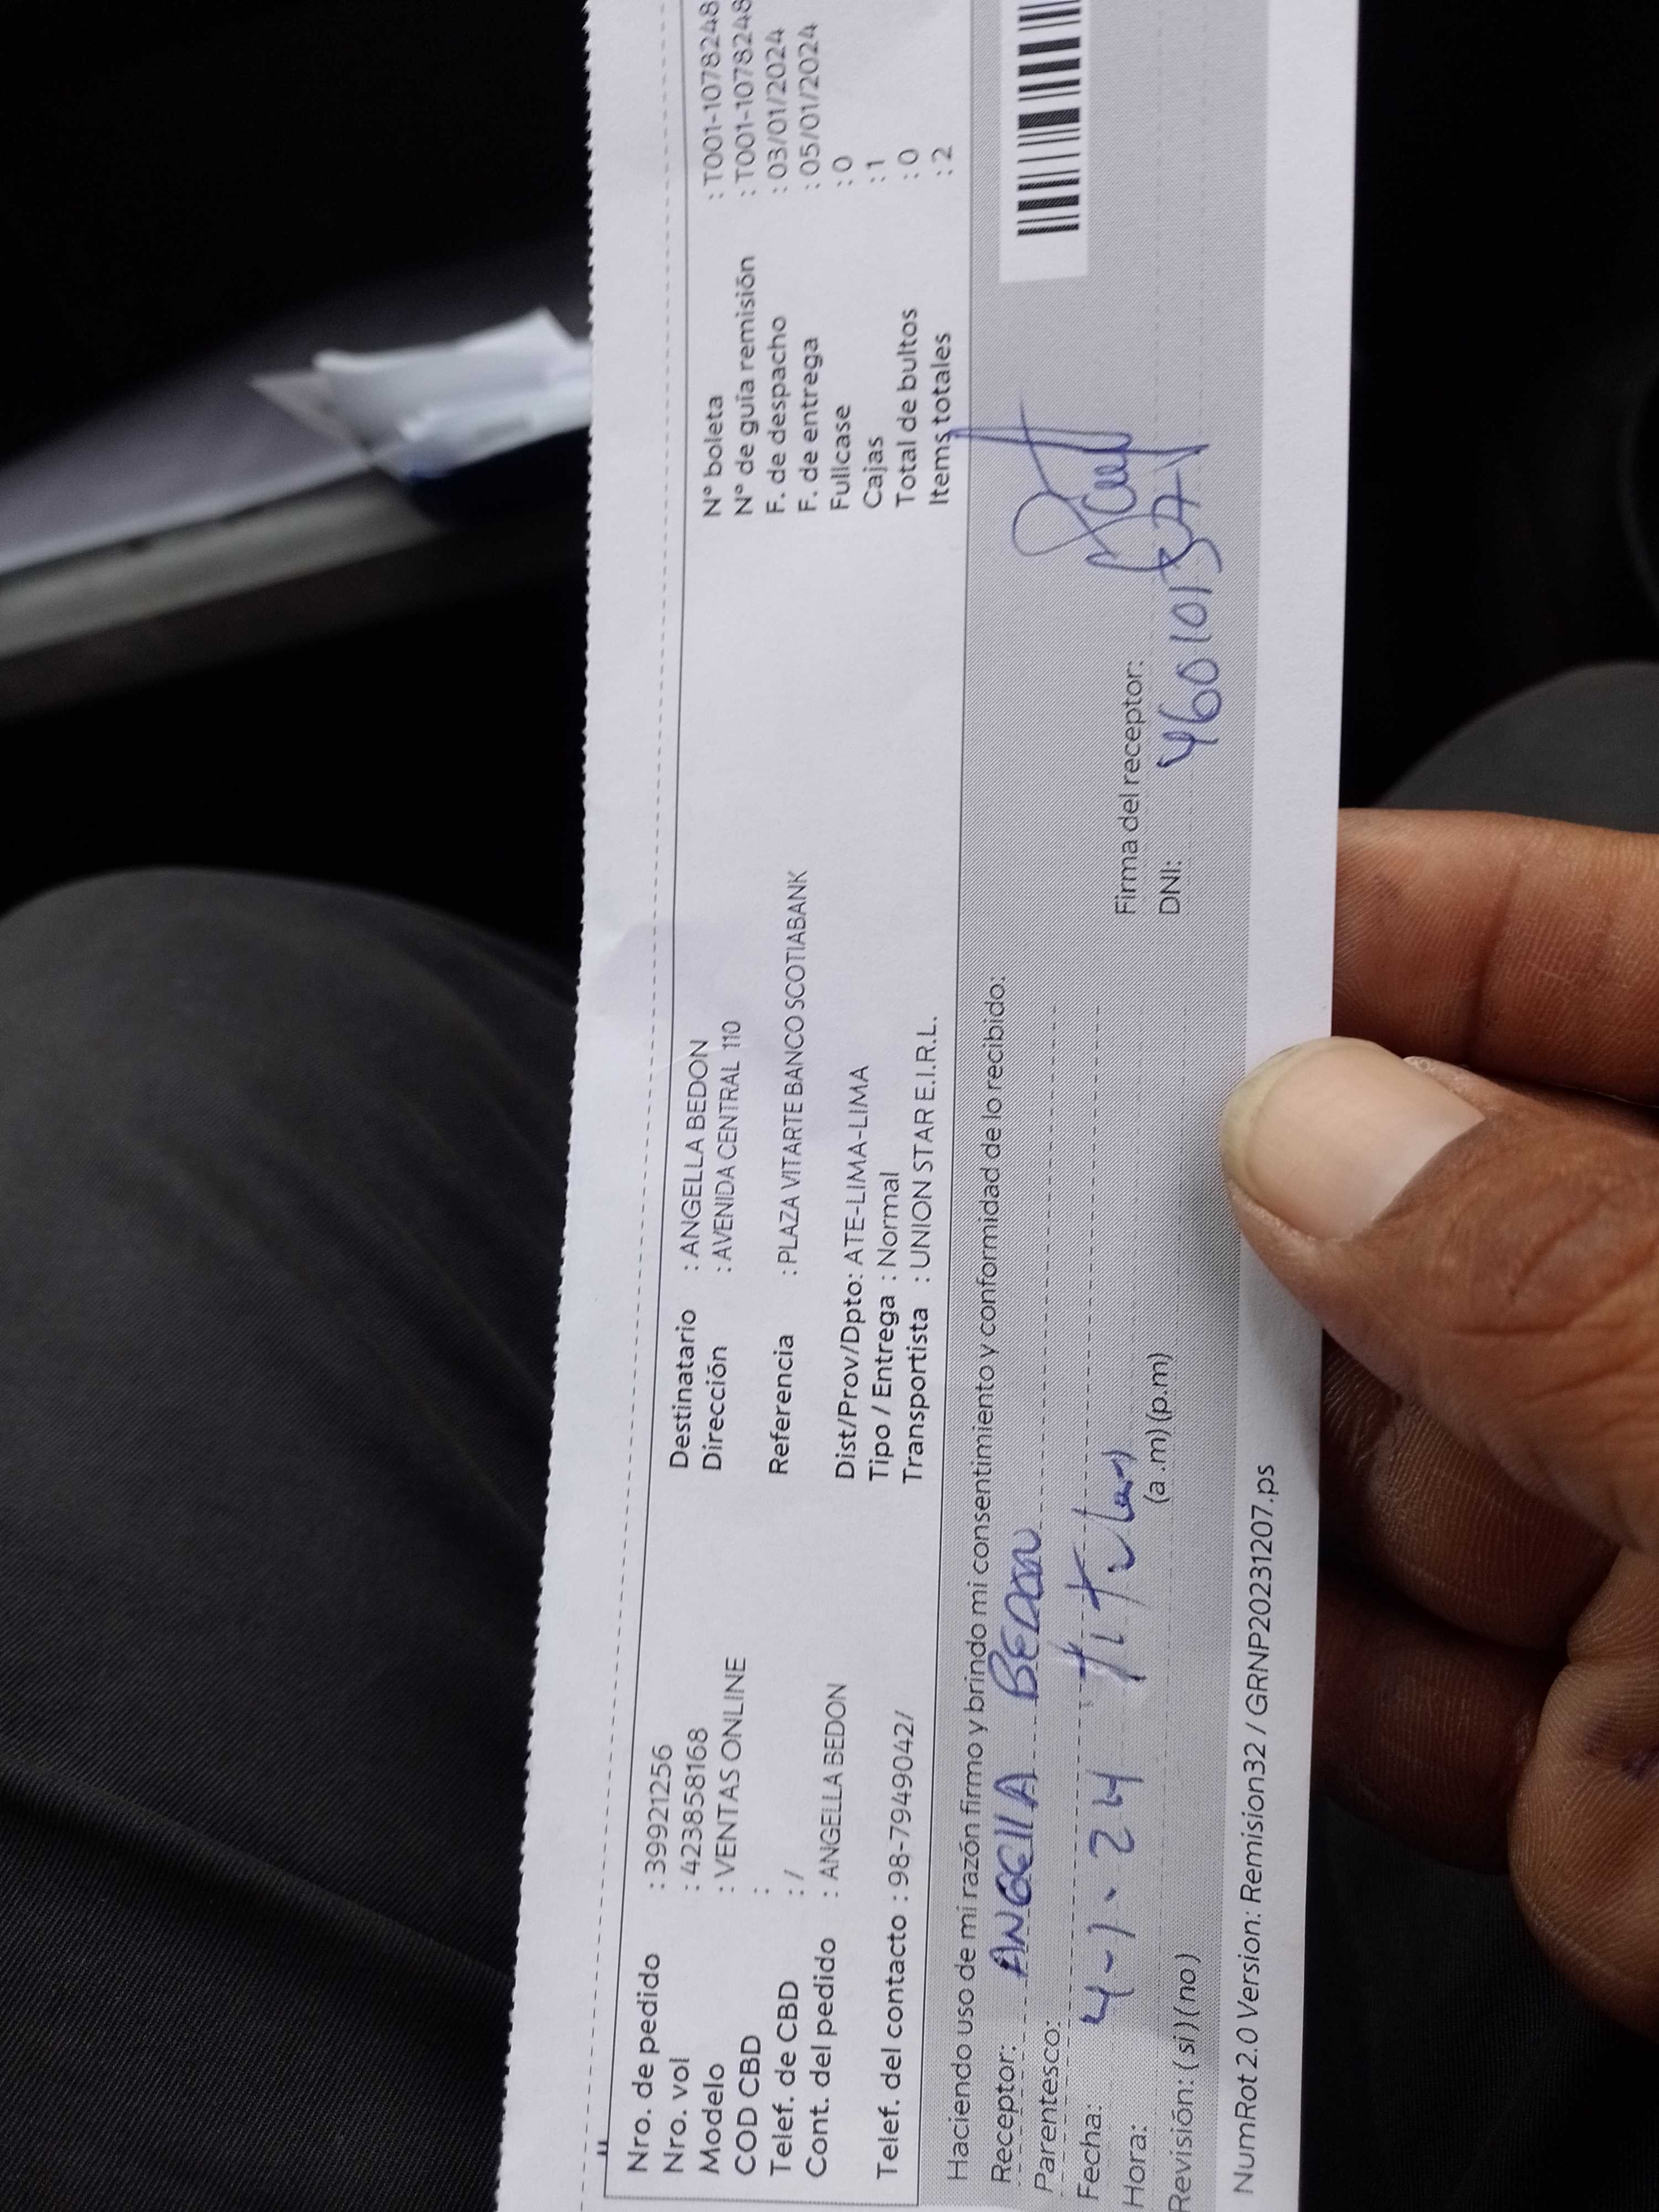 Nro. de pedido : 39921256
Nro. vol : 423858168
Modelo : VENTAS ONLINE
COD CBD :
Telef. de CBD : /
Cont. del pedido : ANGELLA BEDON
Telef. del contacto : 98-7949042/
Destinatario : ANGELLA BEDON
Dirección : AVENIDA CENTRAL 110
Referencia : PLAZA VITARTE BANCO SCOTIABANK
Dist/Prov/Dpto: ATE-LIMA-LIMA
Tipo / Entrega : Normal
Transportista : UNION STAR E.I.R.L.
N° boleta : T001-1078248
N° de guía remisión : T001-1078248
F. de despacho : 03/01/2024
F. de entrega : 05/01/2024
Fullcase : 0
Cajas : 1
Total de bultos : 0
Items totales : 2
Haciendo uso de mi razón firmo y brindo mi consentimiento y conformidad de lo recibido:
Receptor: ANGEllA BEDON
Parentesco: Titular
Fecha: 4-1-24
Hora: (a.m) (p.m)
Revisión: (si) (no)
Firma del receptor:
DNI:
NumRot 2.0 Version: Remision32 / GRNP20231207.ps